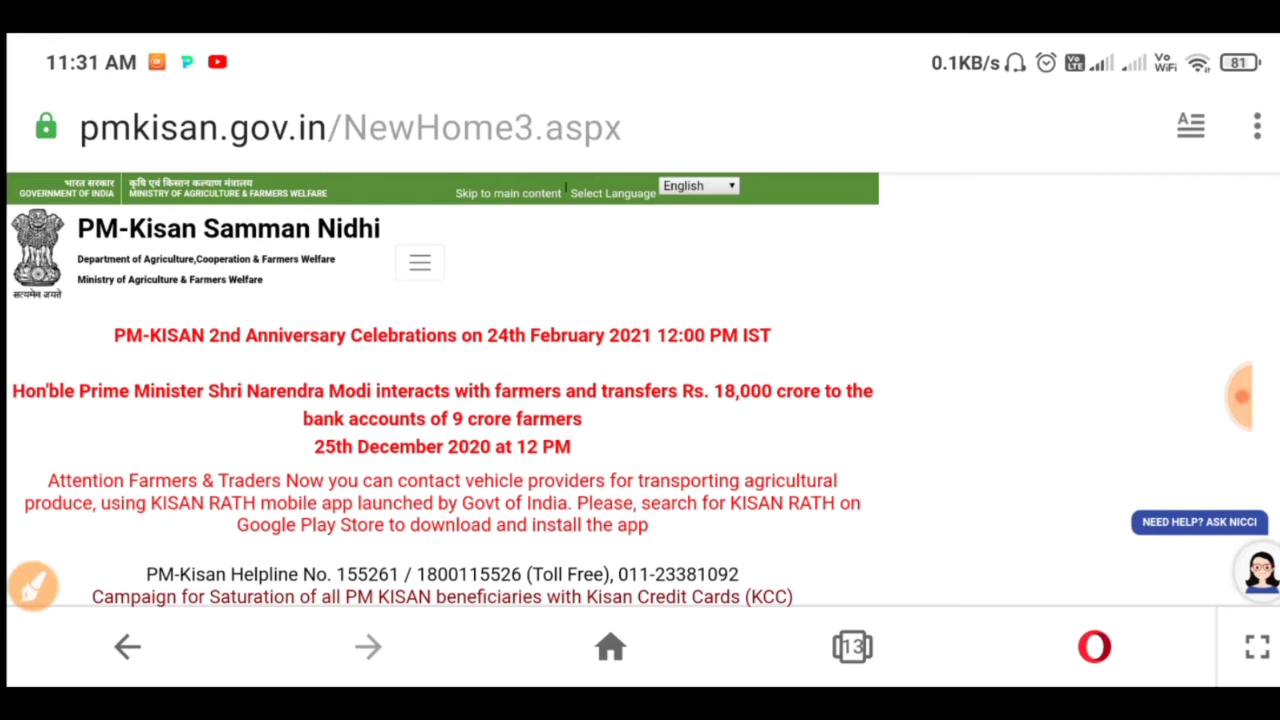 11:31 AM
0.1KB/s
Vo LTE
Vo WiFi
81
pmkisan.gov.in/NewHome3.aspx
भारत सरकार
GOVERNMENT OF INDIA
कृषि एवं किसान कल्याण मंत्रालय
MINISTRY OF AGRICULTURE & FARMERS WELFARE
Skip to main content
Select Language
English
PM-Kisan Samman Nidhi
Department of Agriculture,Cooperation & Farmers Welfare
Ministry of Agriculture & Farmers Welfare
सत्यमेव जयते
PM-KISAN 2nd Anniversary Celebrations on 24th February 2021 12:00 PM IST
Hon'ble Prime Minister Shri Narendra Modi interacts with farmers and transfers Rs. 18,000 crore to the
bank accounts of 9 crore farmers
25th December 2020 at 12 PM
Attention Farmers & Traders Now you can contact vehicle providers for transporting agricultural
produce, using KISAN RATH mobile app launched by Govt of India. Please, search for KISAN RATH on
Google Play Store to download and install the app
NEED HELP? ASK NICCI
PM-Kisan Helpline No. 155261 / 1800115526 (Toll Free), 011-23381092
Campaign for Saturation of all PM KISAN beneficiaries with Kisan Credit Cards (KCC)
13